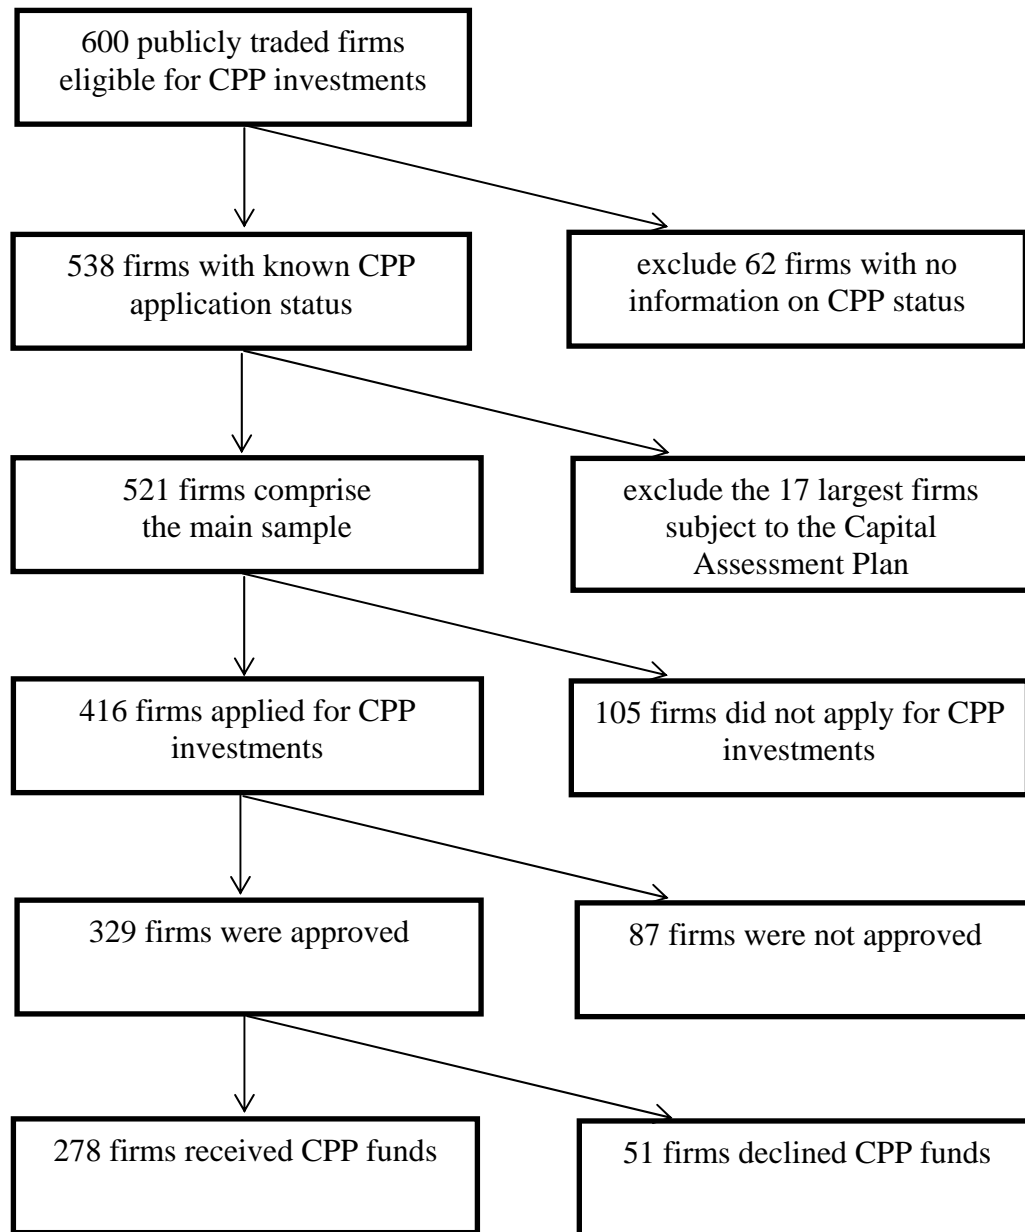 600 publicly traded firms
eligible for CPP investments
538 firms with known CPP
application status
exclude 62 firms with no
information on CPP status
521 firms comprise
the main sample
exclude the 17 largest firms
subject to the Capital
Assessment Plan
416 firms applied for CPP
investments
105 firms did not apply for CPP
investments
329 firms were approved
87 firms were not approved
278 firms received CPP funds
51 firms declined CPP funds